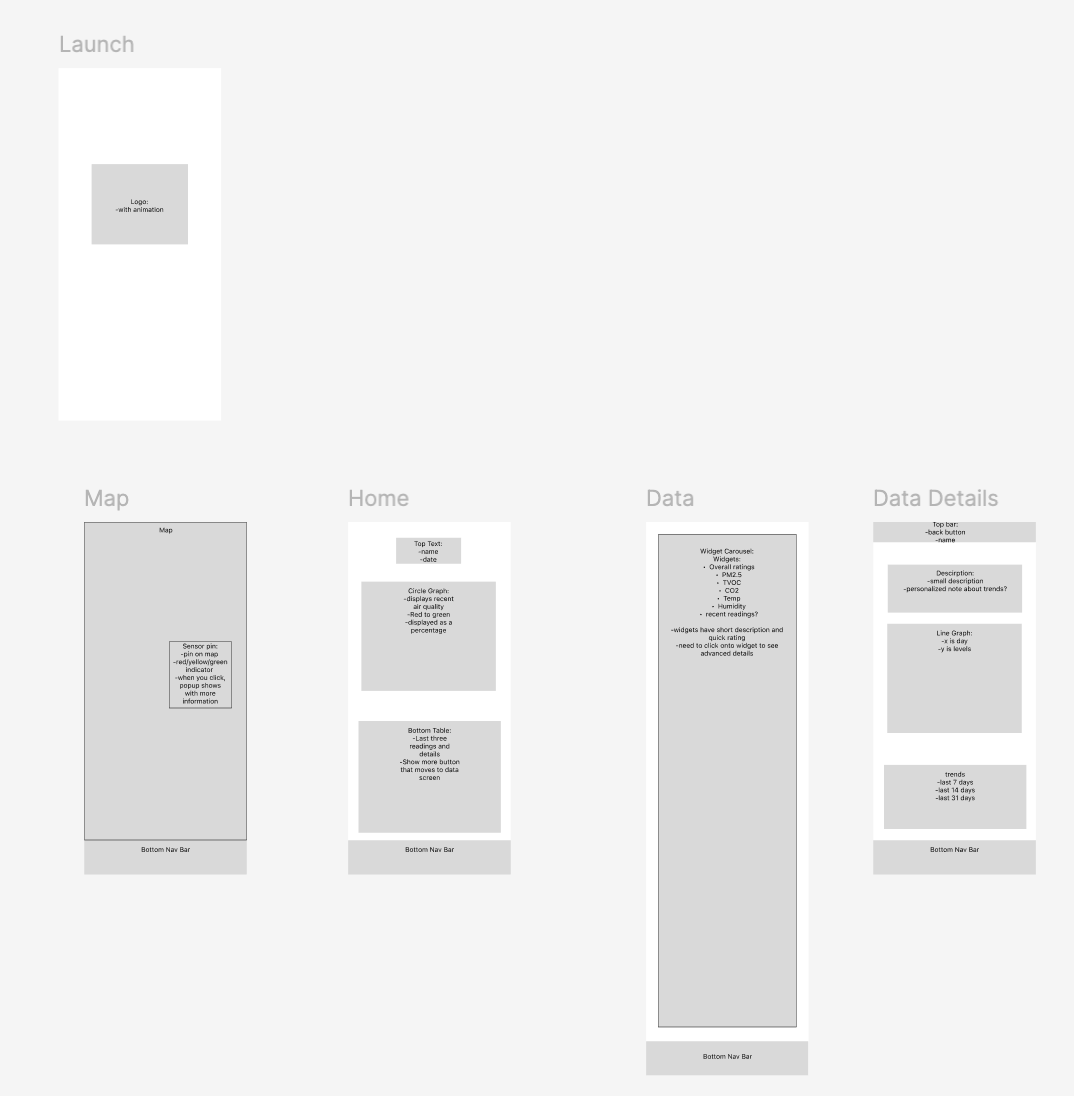 Launch
Logo:
-with animation
Map
Map
Sensor pin:
-pin on map
-red/yellow/green
indicator
-when you click,
popup shows
with more
information
Bottom Nav Bar
Home
Top Text:
-name
-date
Circle Graph:
-displays recent
air quality
-Red to green
-displayed as a
percentage
Bottom Table:
-Last three
readings and
details
-Show more button
that moves to data
screen
Bottom Nav Bar
Data
Widget Carousel:
Widgets:
• Overall ratings
• PM2.5
• TVOC
• CO2
• Temp
• Humidity
• recent readings?
-widgets have short description and
quick rating
-need to click onto widget to see
advanced details
Bottom Nav Bar
Data Details
Top bar:
-back button
-name
Descirption:
-small description
-personalized note about trends?
Line Graph:
-x is day
-y is levels
trends
-last 7 days
-last 14 days
-last 31 days
Bottom Nav Bar